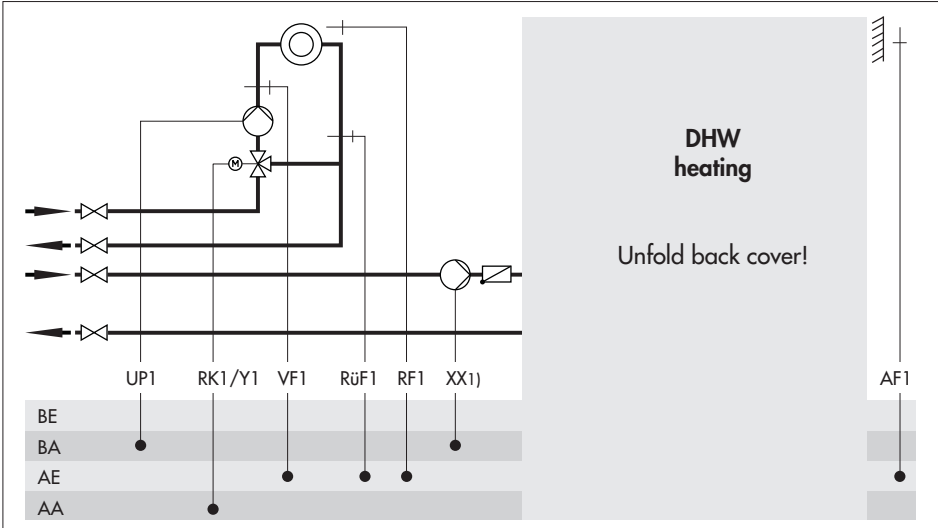 M
DHW
heating
Unfold back cover!
UP1 RK1/Y1 VF1 RüF1 RF1 XX1) AF1
BE
BA
AE
AA